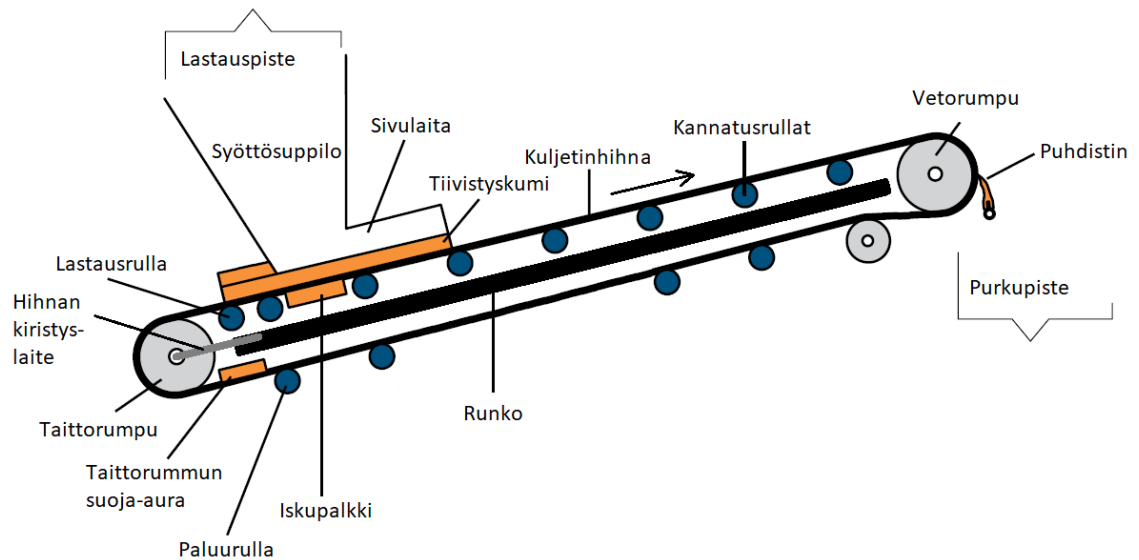 Lastauspiste
Syöttösuppilo
Sivulaita
Tiivistyskumi
Kuljetinhihna
Kannatusrullat
Vetorumpu
Puhdistin
Lastausrulla
Hihnan
kiristys-
laite
Purkupiste
Taittorumpu
Runko
Taittorummun
suoja-aura
Iskupalkki
Paluurulla